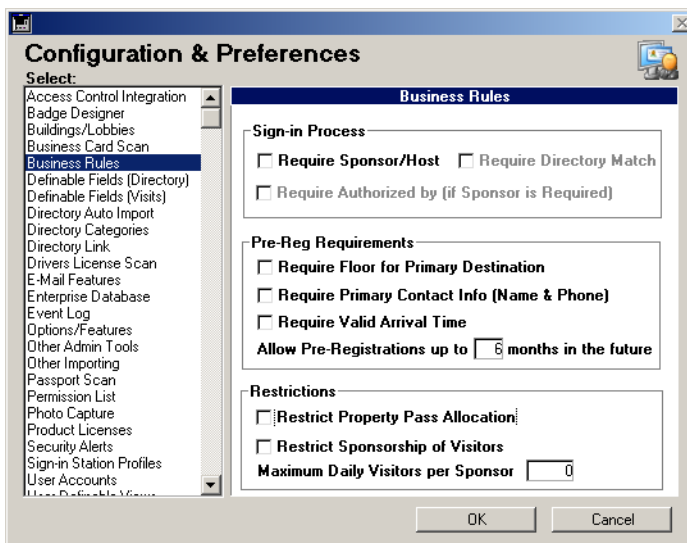 Configuration & Preferences
Select:
Access Control Integration
Badge Designer
Buildings/Lobbies
Business Card Scan
Business Rules
Definable Fields (Directory)
Definable Fields (Visits)
Directory Auto Import
Directory Categories
Directory Link
Drivers License Scan
E-Mail Features
Enterprise Database
Event Log
Options/Features
Other Admin Tools
Other Importing
Passport Scan
Permission List
Photo Capture
Product Licenses
Security Alerts
Sign-in Station Profiles
User Accounts
User Definable Views
Business Rules
Sign-in Process
Require Sponsor/Host Require Directory Match
Require Authorized by (if Sponsor is Required)
Pre-Reg Requirements
Require Floor for Primary Destination
Require Primary Contact Info (Name & Phone)
Require Valid Arrival Time
Allow Pre-Registrations up to 6 months in the future
Restrictions
Restrict Property Pass Allocation
Restrict Sponsorship of Visitors
Maximum Daily Visitors per Sponsor 0
OK Cancel